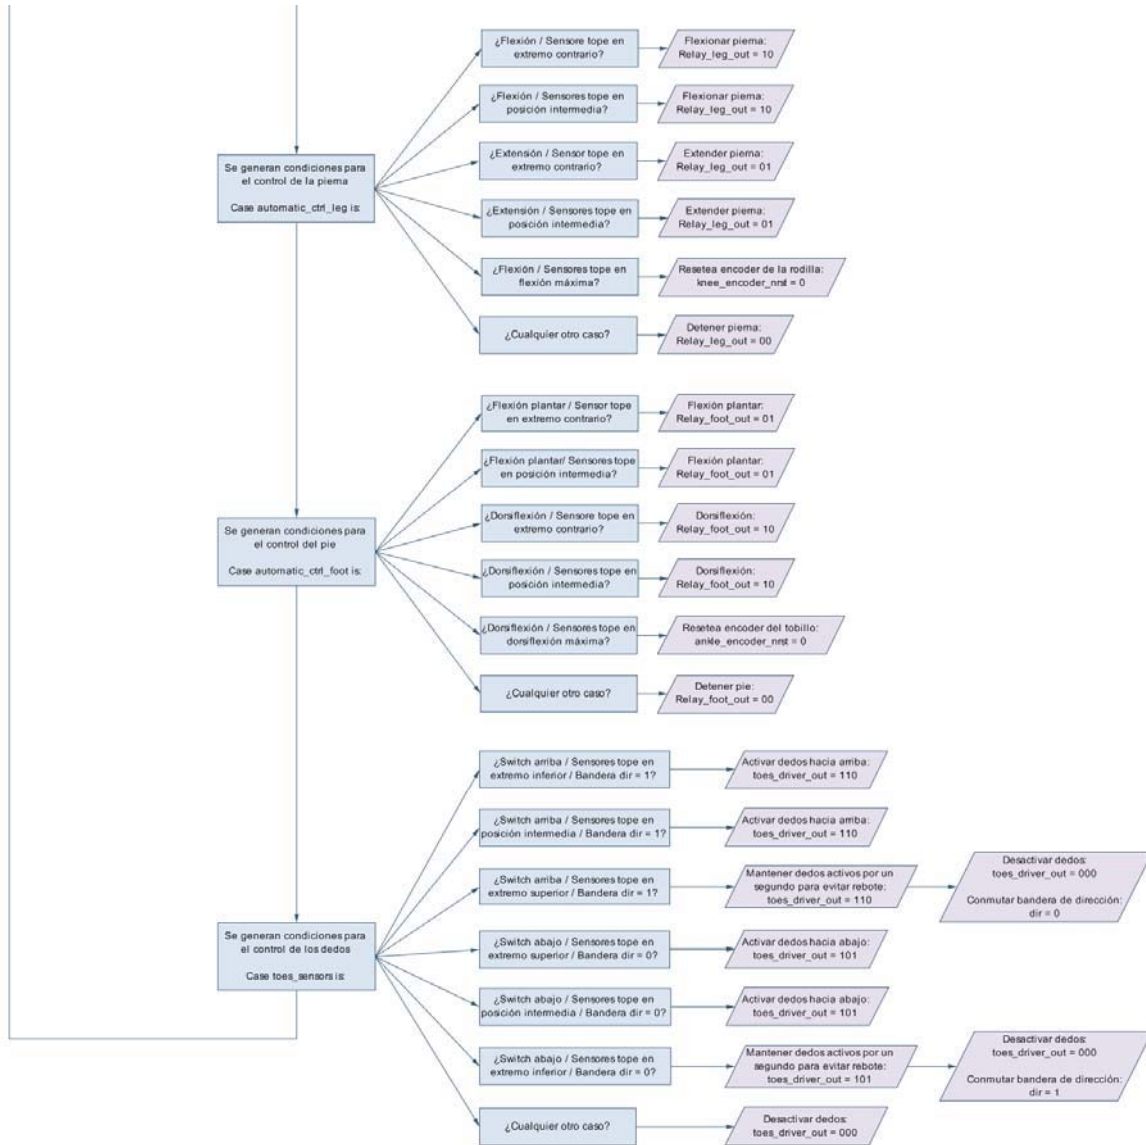 ¿Flexión / Sensore tope en
extremo contrario?
Flexionar pierna:
Relay_leg_out = 10
¿Flexión / Sensores tope en
posición intermedia?
Flexionar pierna:
Relay_leg_out = 10
Se generan condiciones para
el control de la pierna
Case automatic_ctrl_leg is:
¿Extensión / Sensor tope en
extremo contrario?
Extender pierna:
Relay_leg_out = 01
¿Extensión / Sensores tope en
posición intermedia?
Extender pierna:
Relay_leg_out = 01
¿Flexión / Sensores tope en
flexión máxima?
Resetea encoder de la rodilla:
knee_encoder_nrst = 0
¿Cualquier otro caso?
Detener pierna:
Relay_leg_out = 00
¿Flexión plantar / Sensor tope
en extremo contrario?
Flexión plantar:
Relay_foot_out = 01
¿Flexión plantar/ Sensores tope
en posición intermedia?
Flexión plantar:
Relay_foot_out = 01
Se generan condiciones para
el control del pie
Case automatic_ctrl_foot is:
¿Dorsiflexión / Sensore tope en
extremo contrario?
Dorsiflexión:
Relay_foot_out = 10
¿Dorsiflexión / Sensores tope en
posición intermedia?
Dorsiflexión:
Relay_foot_out = 10
¿Dorsiflexión / Sensores tope en
dorsiflexión máxima?
Resetea encoder del tobillo:
ankle_encoder_nrst = 0
¿Cualquier otro caso?
Detener pie:
Relay_foot_out = 00
¿Switch arriba / Sensores tope en
extremo inferior / Bandera dir = 1?
Activar dedos hacia arriba:
toes_driver_out = 110
¿Switch arriba / Sensores tope en
posición intermedia / Bandera dir = 1?
Activar dedos hacia arriba:
toes_driver_out = 110
¿Switch arriba / Sensores tope en
extremo superior / Bandera dir = 1?
Mantener dedos activos por un
segundo para evitar rebote:
toes_driver_out = 110
Desactivar dedos:
toes_driver_out = 000
Conmutar bandera de dirección:
dir = 0
Se generan condiciones para
el control de los dedos
Case toes_sensors is:
¿Switch abajo / Sensores tope en
extremo superior / Bandera dir = 0?
Activar dedos hacia abajo:
toes_driver_out = 101
¿Switch abajo / Sensores tope en
posición intermedia / Bandera dir = 0?
Activar dedos hacia abajo:
toes_driver_out = 101
¿Switch abajo / Sensores tope en
extremo inferior / Bandera dir = 0?
Mantener dedos activos por un
segundo para evitar rebote:
toes_driver_out = 101
Desactivar dedos:
toes_driver_out = 000
Conmutar bandera de dirección:
dir = 1
¿Cualquier otro caso?
Desactivar dedos:
toes_driver_out = 000